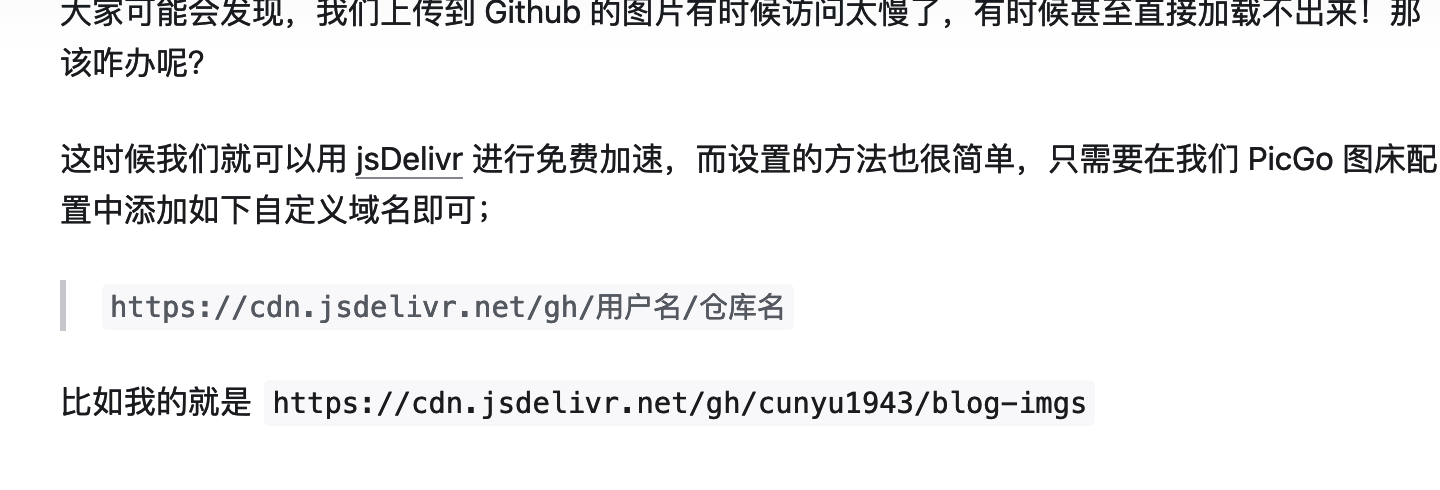 大家可能会发现，我们上传到 Github 的图片有时候访问太慢了，有时候甚至直接加载不出来！那
该咋办呢?
这时候我们就可以用 jsDelivr 进行免费加速，而设置的方法也很简单，只需要在我们 PicGo 图床配
置中添加如下自定义域名即可；
https://cdn.jsdelivr.net/gh/用户名/仓库名
比如我的就是 https://cdn.jsdelivr.net/gh/cunyu1943/blog-imgs